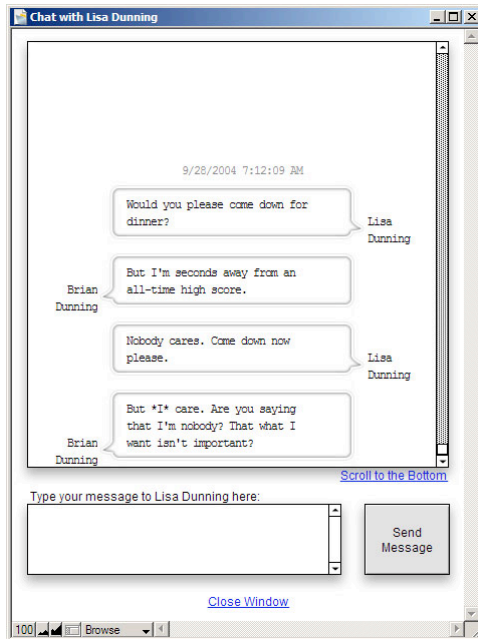 Chat with Lisa Dunning
9/28/2004 7:12:09 AM
Would you please come down for
dinner?
Lisa
Dunning
But I'm seconds away from an
all-time high score.
Brian
Dunning
Nobody cares. Come down now
please.
Lisa
Dunning
But *I* care. Are you saying
that I'm nobody? That what I
want isn't important?
Brian
Dunning
Scroll to the Bottom
Type your message to Lisa Dunning here:
Send
Message
Close Window
100
Browse